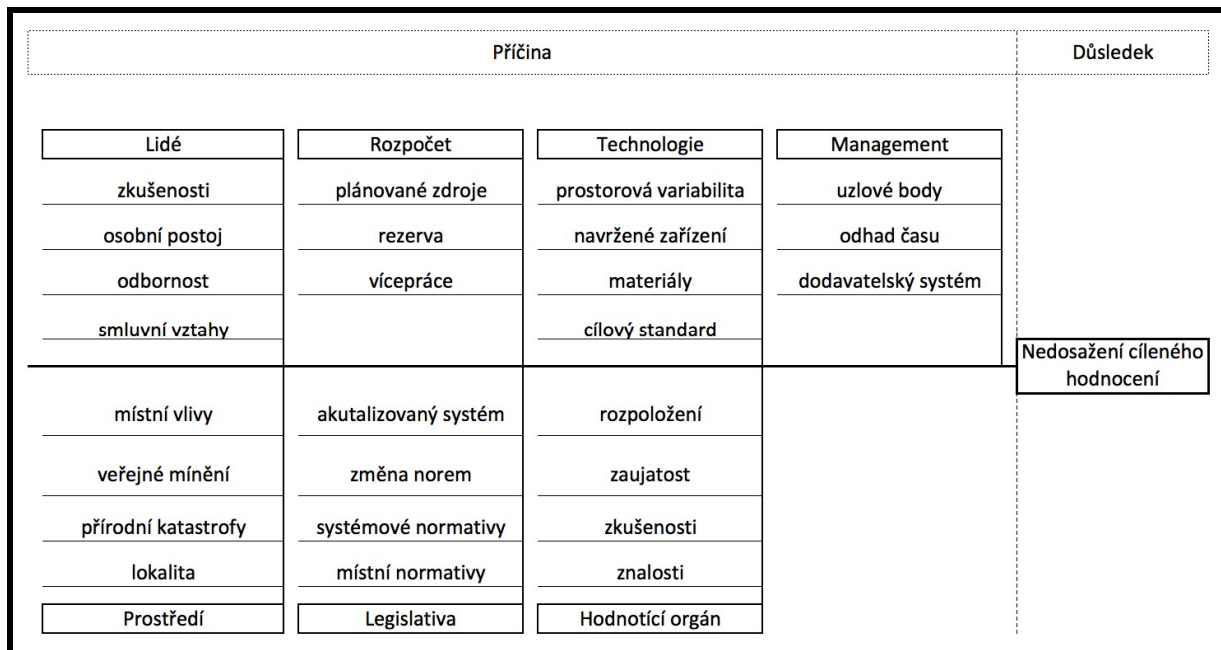 Příčina
Důsledek
Lidé
Rozpočet
Technologie
Management
zkušenosti
plánované zdroje
prostorová variabilita
uzlové body
osobní postoj
rezerva
navržené zařízení
odhad času
odbornost
vícepráce
materiály
dodavatelský systém
smluvní vztahy
cílový standard
Nedosažení cíleného
hodnocení
místní vlivy
akutalizovaný systém
rozpoložení
veřejné mínění
změna norem
zaujatost
přírodní katastrofy
systémové normativy
zkušenosti
lokalita
místní normativy
znalosti
Prostředí
Legislativa
Hodnotící orgán